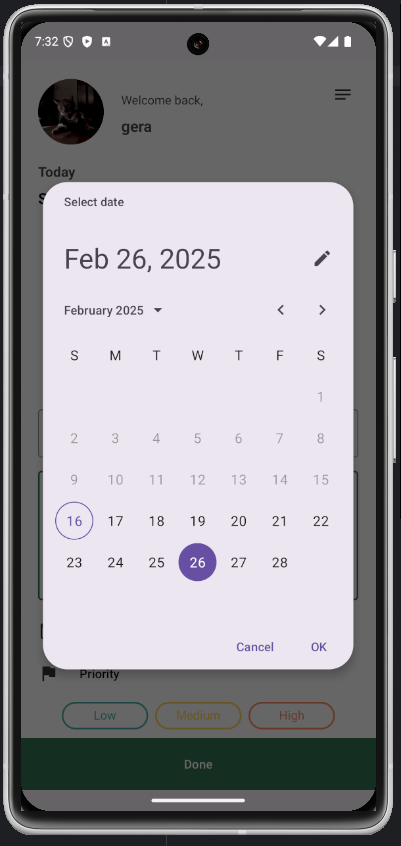 7:32
Welcome back,
gera
Today
S
Select date
Feb 26, 2025
February 2025
S M T W T F S
1
2 3 4 5 6 7 8
9 10 11 12 13 14 15
16 17 18 19 20 21 22
23 24 25 26 27 28
Cancel OK
Priority
Low Medium High
Done